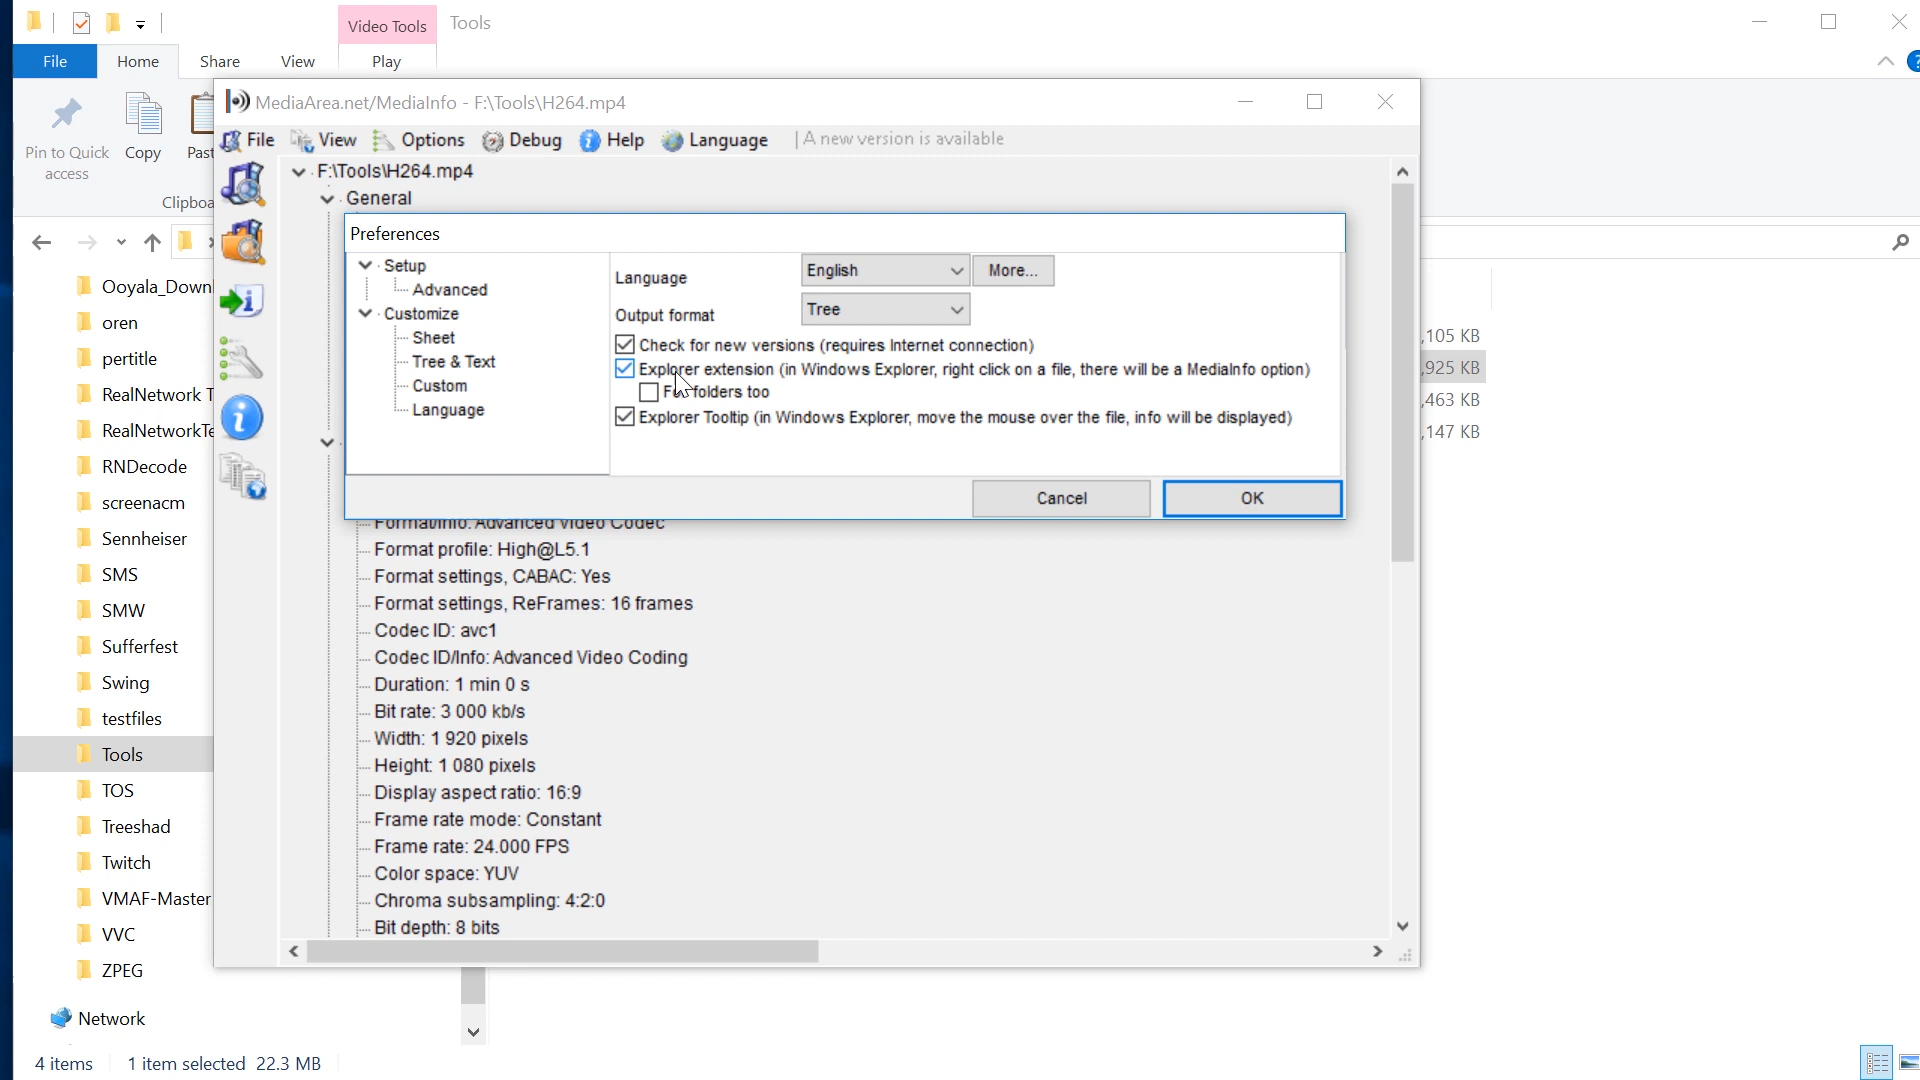 Video Tools
Tools
File
Home
Share
View
Play
Pin to Quick access
Copy
Clipboa
MediaArea.net/MediaInfo - F:\Tools\H264.mp4
File
View
Options
Debug
Help
Language
A new version is available
F:\Tools\H264.mp4
General
Preferences
Setup
Advanced
Customize
Sheet
Tree & Text
Custom
Language
Language
English
More...
Output format
Tree
Check for new versions (requires Internet connection)
Explorer extension (in Windows Explorer, right click on a file, there will be a MediaInfo option)
For folders too
Explorer Tooltip (in Windows Explorer, move the mouse over the file, info will be displayed)
Cancel
OK
Format/Info: Advanced Video Codec
Format profile: High@L5.1
Format settings, CABAC: Yes
Format settings, ReFrames: 16 frames
Codec ID: avc1
Codec ID/Info: Advanced Video Coding
Duration: 1 min 0 s
Bit rate: 3 000 kb/s
Width: 1 920 pixels
Height: 1 080 pixels
Display aspect ratio: 16:9
Frame rate mode: Constant
Frame rate: 24.000 FPS
Color space: YUV
Chroma subsampling: 4:2:0
Bit depth: 8 bits
Ooyala_Downl
oren
pertitle
RealNetwork T
RealNetworkTe
RNDecode
screenacm
Sennheiser
SMS
SMW
Sufferfest
Swing
testfiles
Tools
TOS
Treeshad
Twitch
VMAF-Master
VVC
ZPEG
Network
,105 KB
,925 KB
,463 KB
,147 KB
4 items
1 item selected 22.3 MB